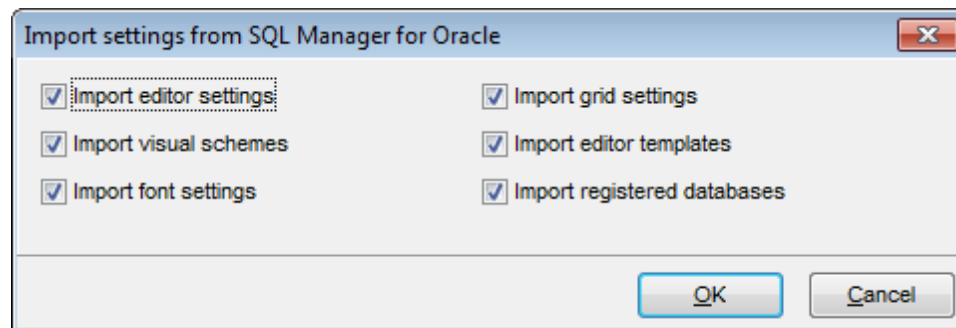 Import settings from SQL Manager for Oracle
Import editor settings
Import grid settings
Import visual schemes
Import editor templates
Import font settings
Import registered databases
OK
Cancel